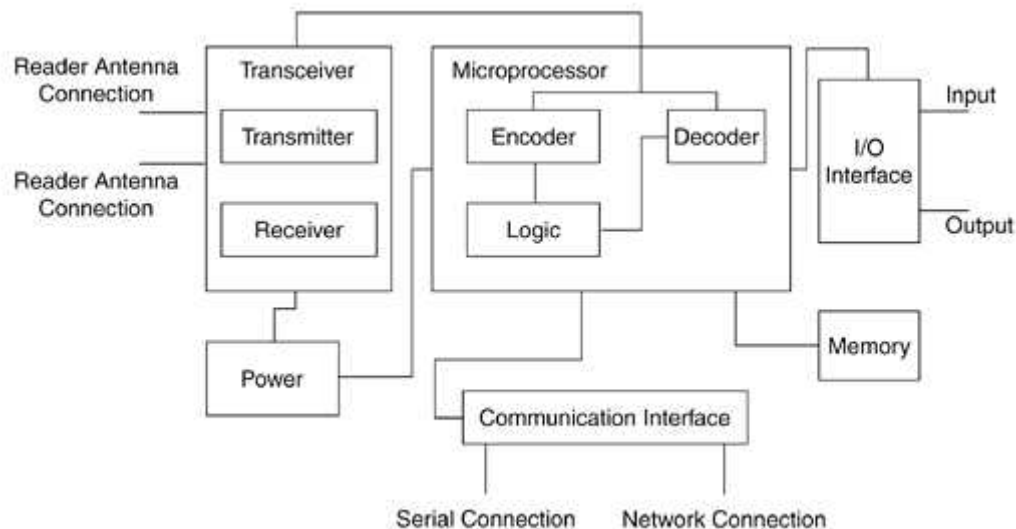 Reader Antenna
Connection
Reader Antenna
Connection
Transceiver
Transmitter
Receiver
Power
Microprocessor
Encoder
Decoder
Logic
I/O
Interface
Input
Output
Memory
Communication Interface
Serial Connection
Network Connection